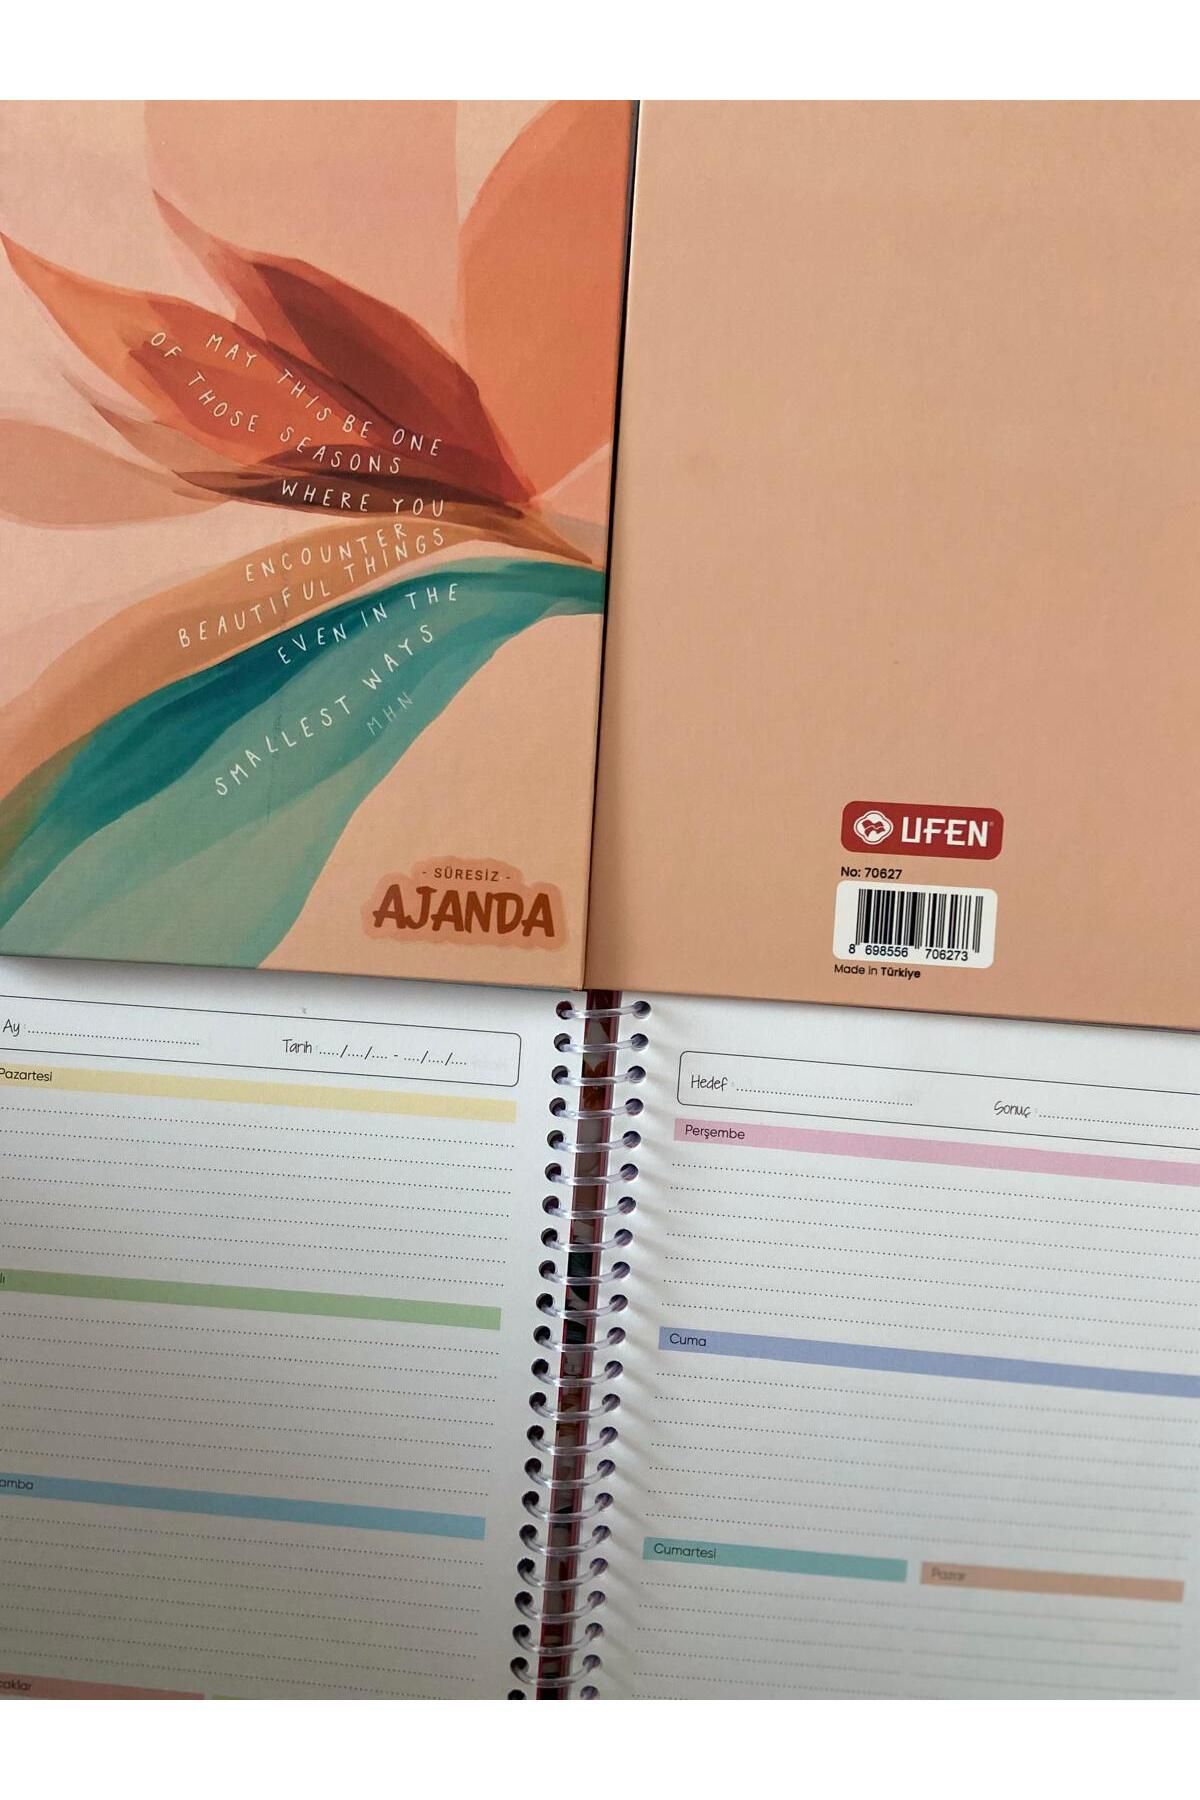 MAY THIS BE ONE
OF THOSE SEASONS
WHERE YOU
ENCOUNTER
BEAUTIFUL THINGS
EVEN IN THE
SMALLEST WAYS
MHN
- SÜRESİZ -
AJANDA
UFEN
No: 70627
8 698556 706273
Made in Türkiye
Ay :
Tarih :...../..../.... - ..../..../....
Pazartesi
Hedef :
Sonuç :
Perşembe
Cuma
Cumartesi
Pazar